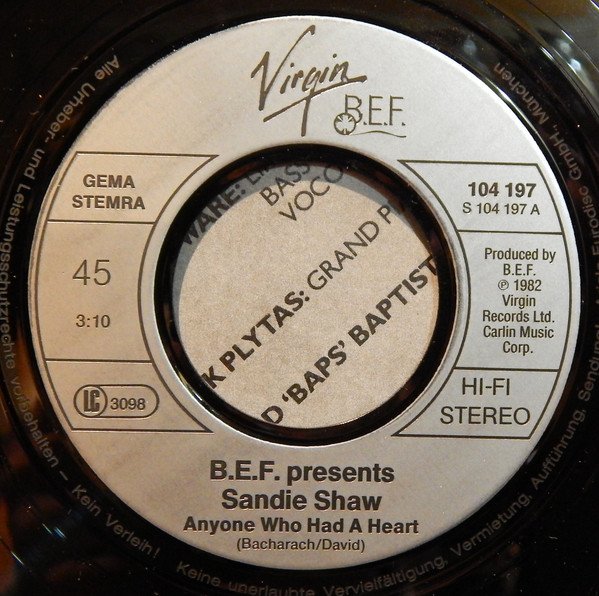 Virgin
B.E.F.
GEMA
STEMRA
45
3:10
LC 3098
104 197
S 104 197 A
Produced by
B.E.F.
℗ 1982
Virgin
Records Ltd.
Carlin Music
Corp.
HI-FI
STEREO
WARE:
BASS
VOCO
K PLYTAS: GRAND P
D 'BAPS' BAPTIST
B.E.F. presents
Sandie Shaw
Anyone Who Had A Heart
(Bacharach/David)
Alle Urheber- und Leistungsschutzrechte vorbehalten – Kein Verleih! Keine unerlaubte Vervielfältigung, Vermietung, Aufführung, Sendung!
Eurodisc GmbH, München